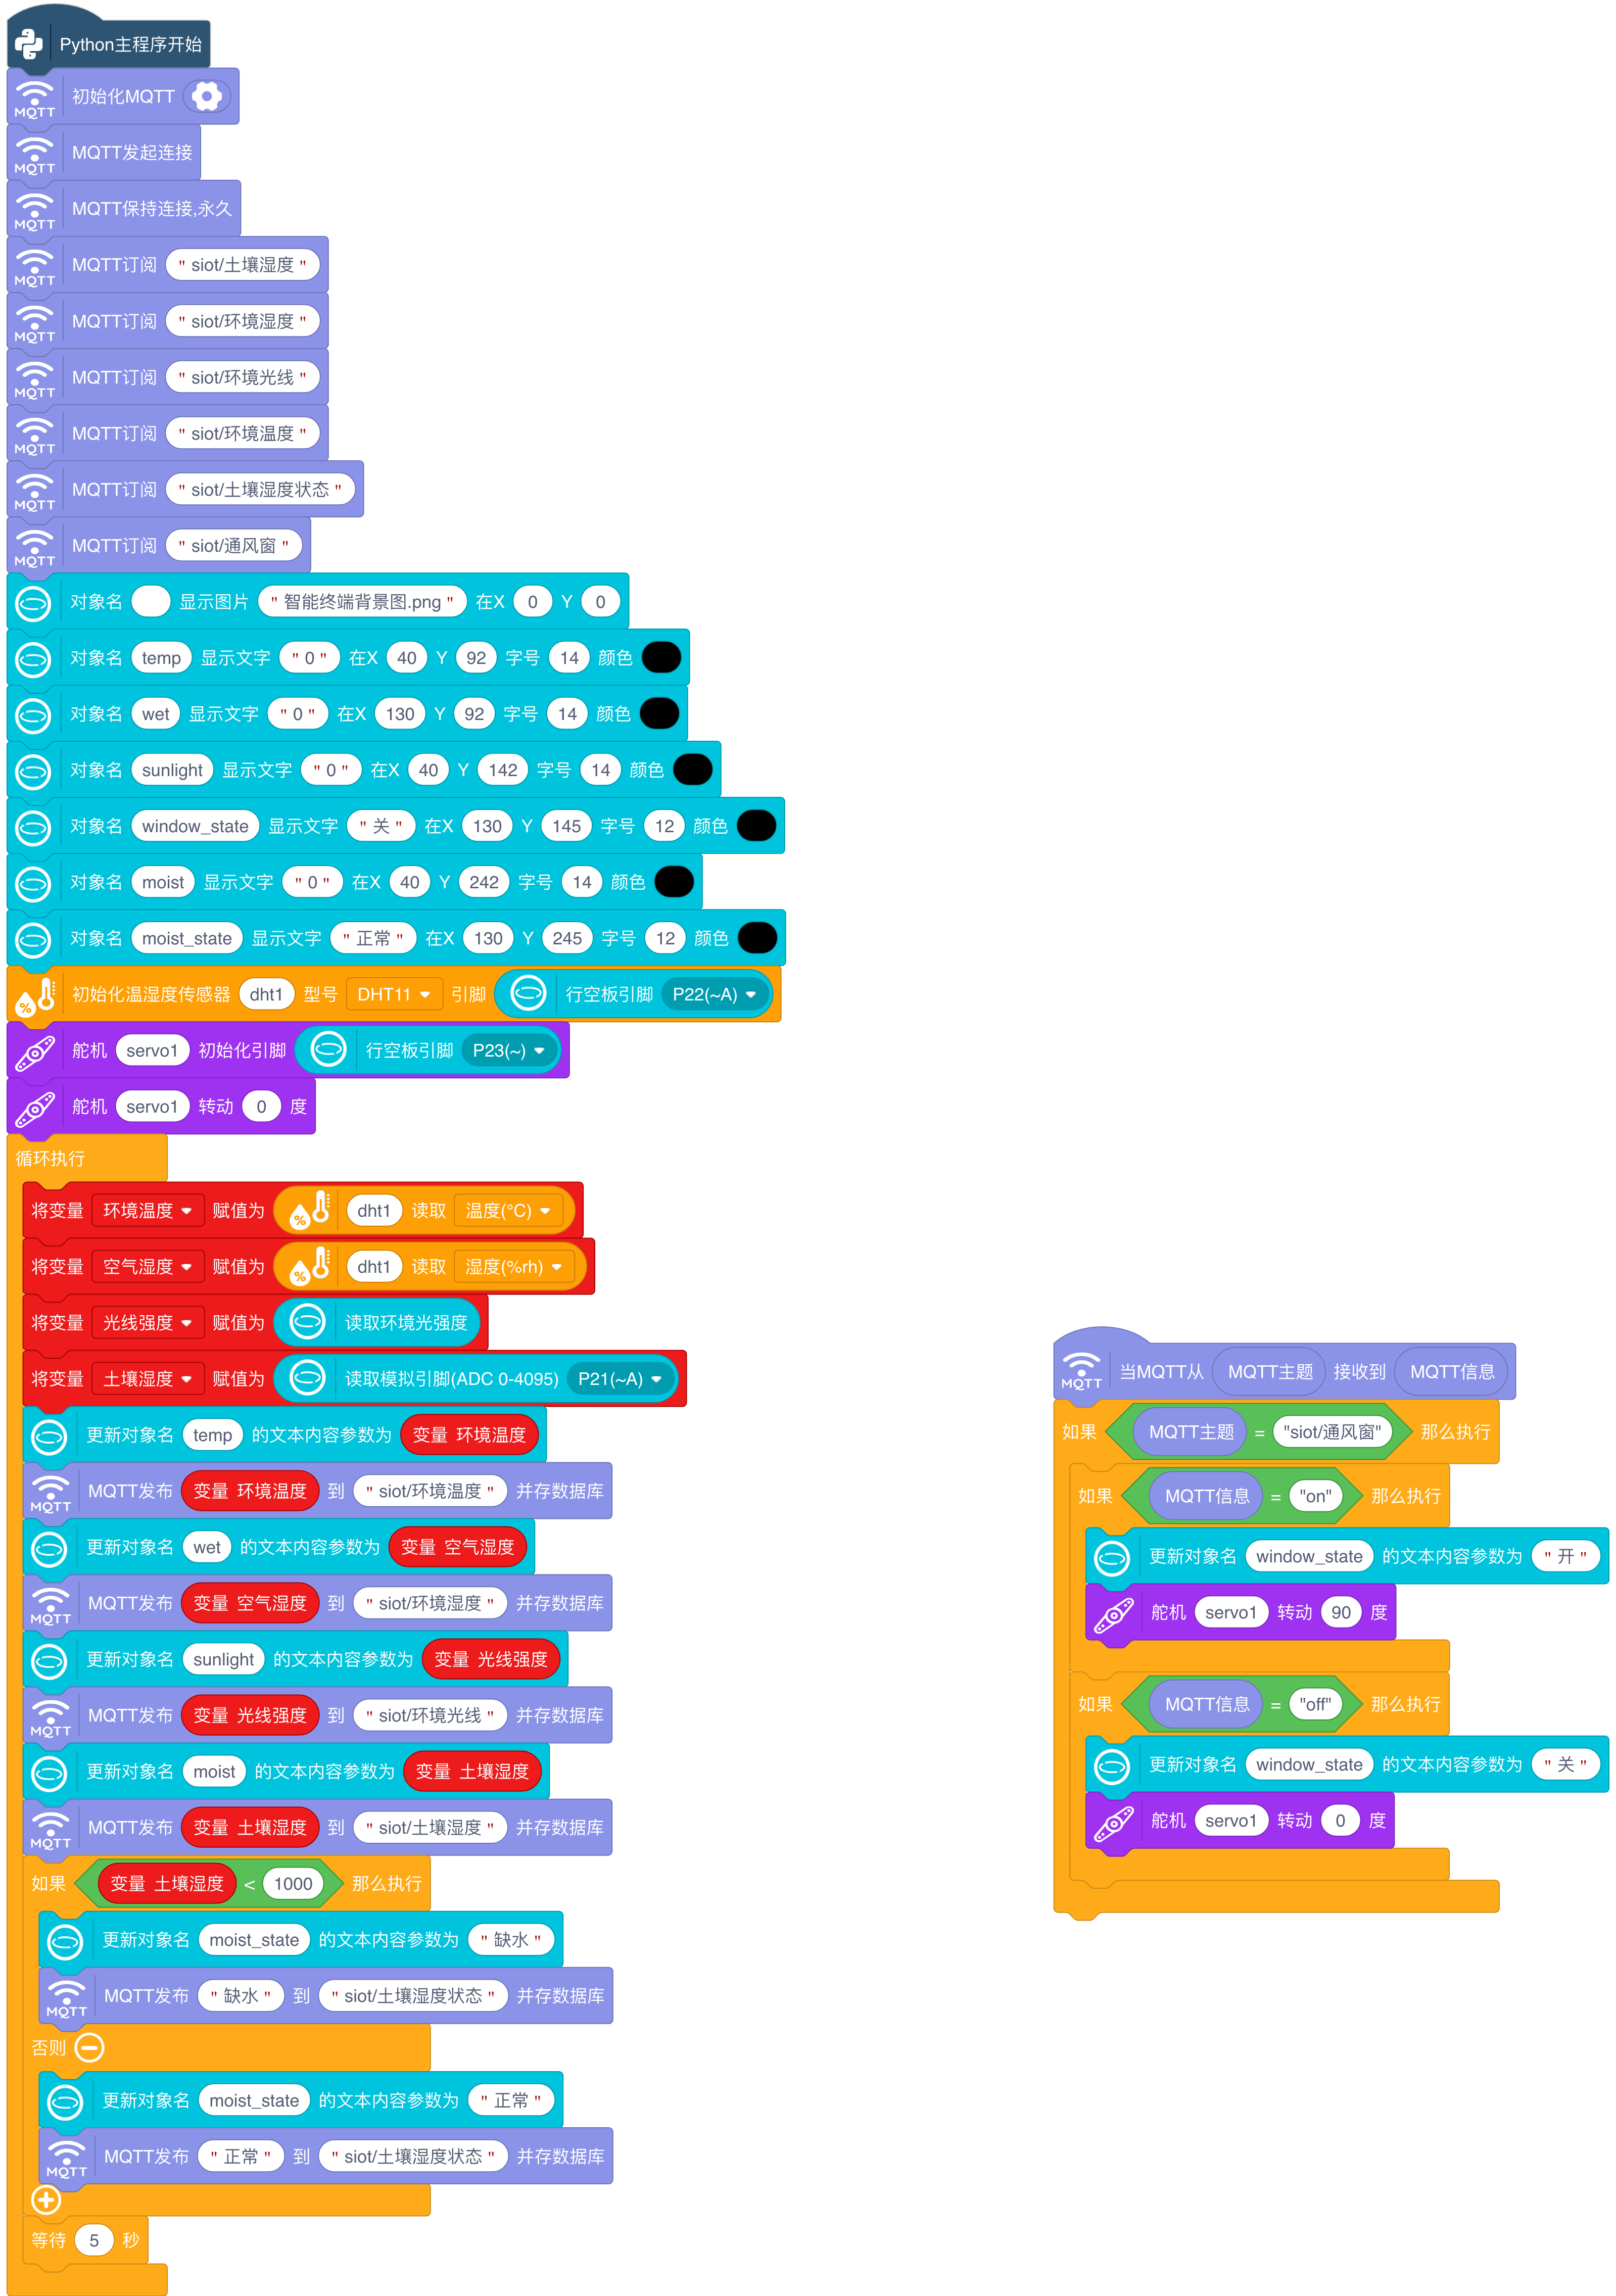 Python主程序开始
MQTT 初始化MQTT
MQTT MQTT发起连接
MQTT MQTT保持连接,永久
MQTT MQTT订阅 " siot/土壤湿度 "
MQTT MQTT订阅 " siot/环境湿度 "
MQTT MQTT订阅 " siot/环境光线 "
MQTT MQTT订阅 " siot/环境温度 "
MQTT MQTT订阅 " siot/土壤湿度状态 "
MQTT MQTT订阅 " siot/通风窗 "
对象名 显示图片 " 智能终端背景图.png " 在X 0 Y 0
对象名 temp 显示文字 " 0 " 在X 40 Y 92 字号 14 颜色
对象名 wet 显示文字 " 0 " 在X 130 Y 92 字号 14 颜色
对象名 sunlight 显示文字 " 0 " 在X 40 Y 142 字号 14 颜色
对象名 window_state 显示文字 " 关 " 在X 130 Y 145 字号 12 颜色
对象名 moist 显示文字 " 0 " 在X 40 Y 242 字号 14 颜色
对象名 moist_state 显示文字 " 正常 " 在X 130 Y 245 字号 12 颜色
% 初始化温湿度传感器 dht1 型号 DHT11 引脚 行空板引脚 P22(~A)
舵机 servo1 初始化引脚 行空板引脚 P23(~)
舵机 servo1 转动 0 度
循环执行
将变量 环境温度 赋值为 % dht1 读取 温度(°C)
将变量 空气湿度 赋值为 % dht1 读取 湿度(%rh)
将变量 光线强度 赋值为 读取环境光强度
将变量 土壤湿度 赋值为 读取模拟引脚(ADC 0-4095) P21(~A)
更新对象名 temp 的文本内容参数为 变量 环境温度
MQTT MQTT发布 变量 环境温度 到 " siot/环境温度 " 并存数据库
更新对象名 wet 的文本内容参数为 变量 空气湿度
MQTT MQTT发布 变量 空气湿度 到 " siot/环境湿度 " 并存数据库
更新对象名 sunlight 的文本内容参数为 变量 光线强度
MQTT MQTT发布 变量 光线强度 到 " siot/环境光线 " 并存数据库
更新对象名 moist 的文本内容参数为 变量 土壤湿度
MQTT MQTT发布 变量 土壤湿度 到 " siot/土壤湿度 " 并存数据库
如果 变量 土壤湿度 < 1000 那么执行
更新对象名 moist_state 的文本内容参数为 " 缺水 "
MQTT MQTT发布 " 缺水 " 到 " siot/土壤湿度状态 " 并存数据库
否则
更新对象名 moist_state 的文本内容参数为 " 正常 "
MQTT MQTT发布 " 正常 " 到 " siot/土壤湿度状态 " 并存数据库
等待 5 秒
MQTT 当MQTT从 MQTT主题 接收到 MQTT信息
如果 MQTT主题 = "siot/通风窗" 那么执行
如果 MQTT信息 = "on" 那么执行
更新对象名 window_state 的文本内容参数为 " 开 "
舵机 servo1 转动 90 度
如果 MQTT信息 = "off" 那么执行
更新对象名 window_state 的文本内容参数为 " 关 "
舵机 servo1 转动 0 度